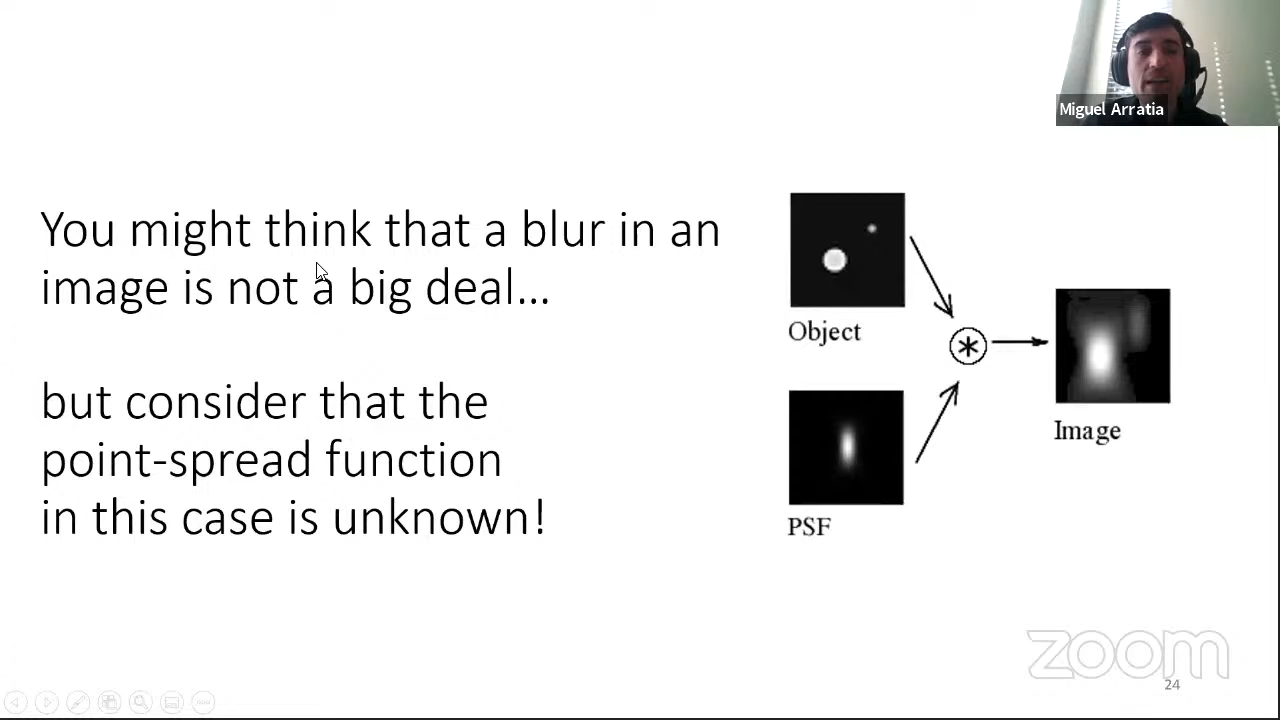 Miguel Arratia
You might think that a blur in an
image is not a big deal...
but consider that the
point-spread function
in this case is unknown!
Object
PSF
Image
zoom
24